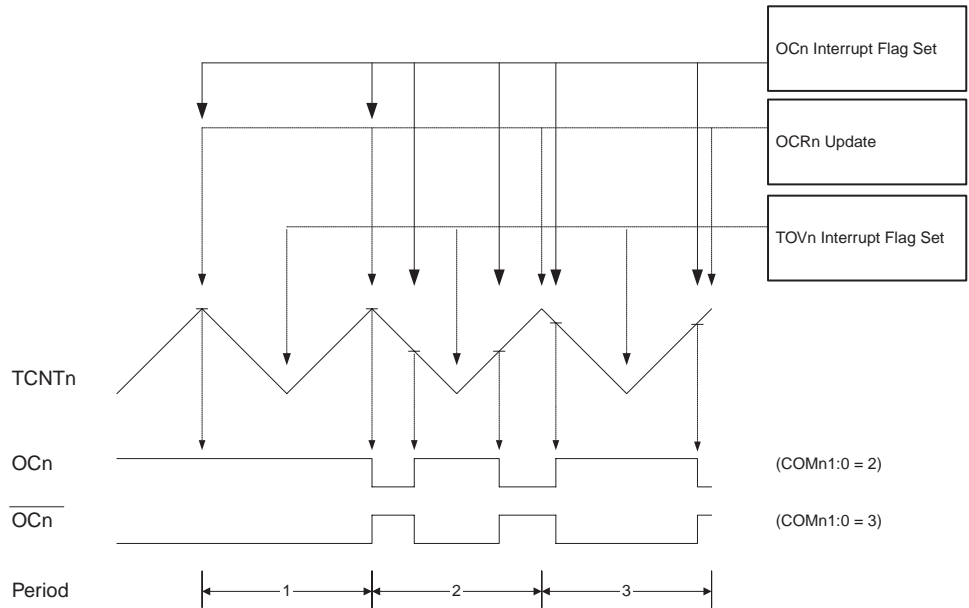 OCn Interrupt Flag Set
OCRn Update
TOVn Interrupt Flag Set
TCNTn
OCn
(COMn1:0 = 2)
OCn
(COMn1:0 = 3)
Period
1
2
3